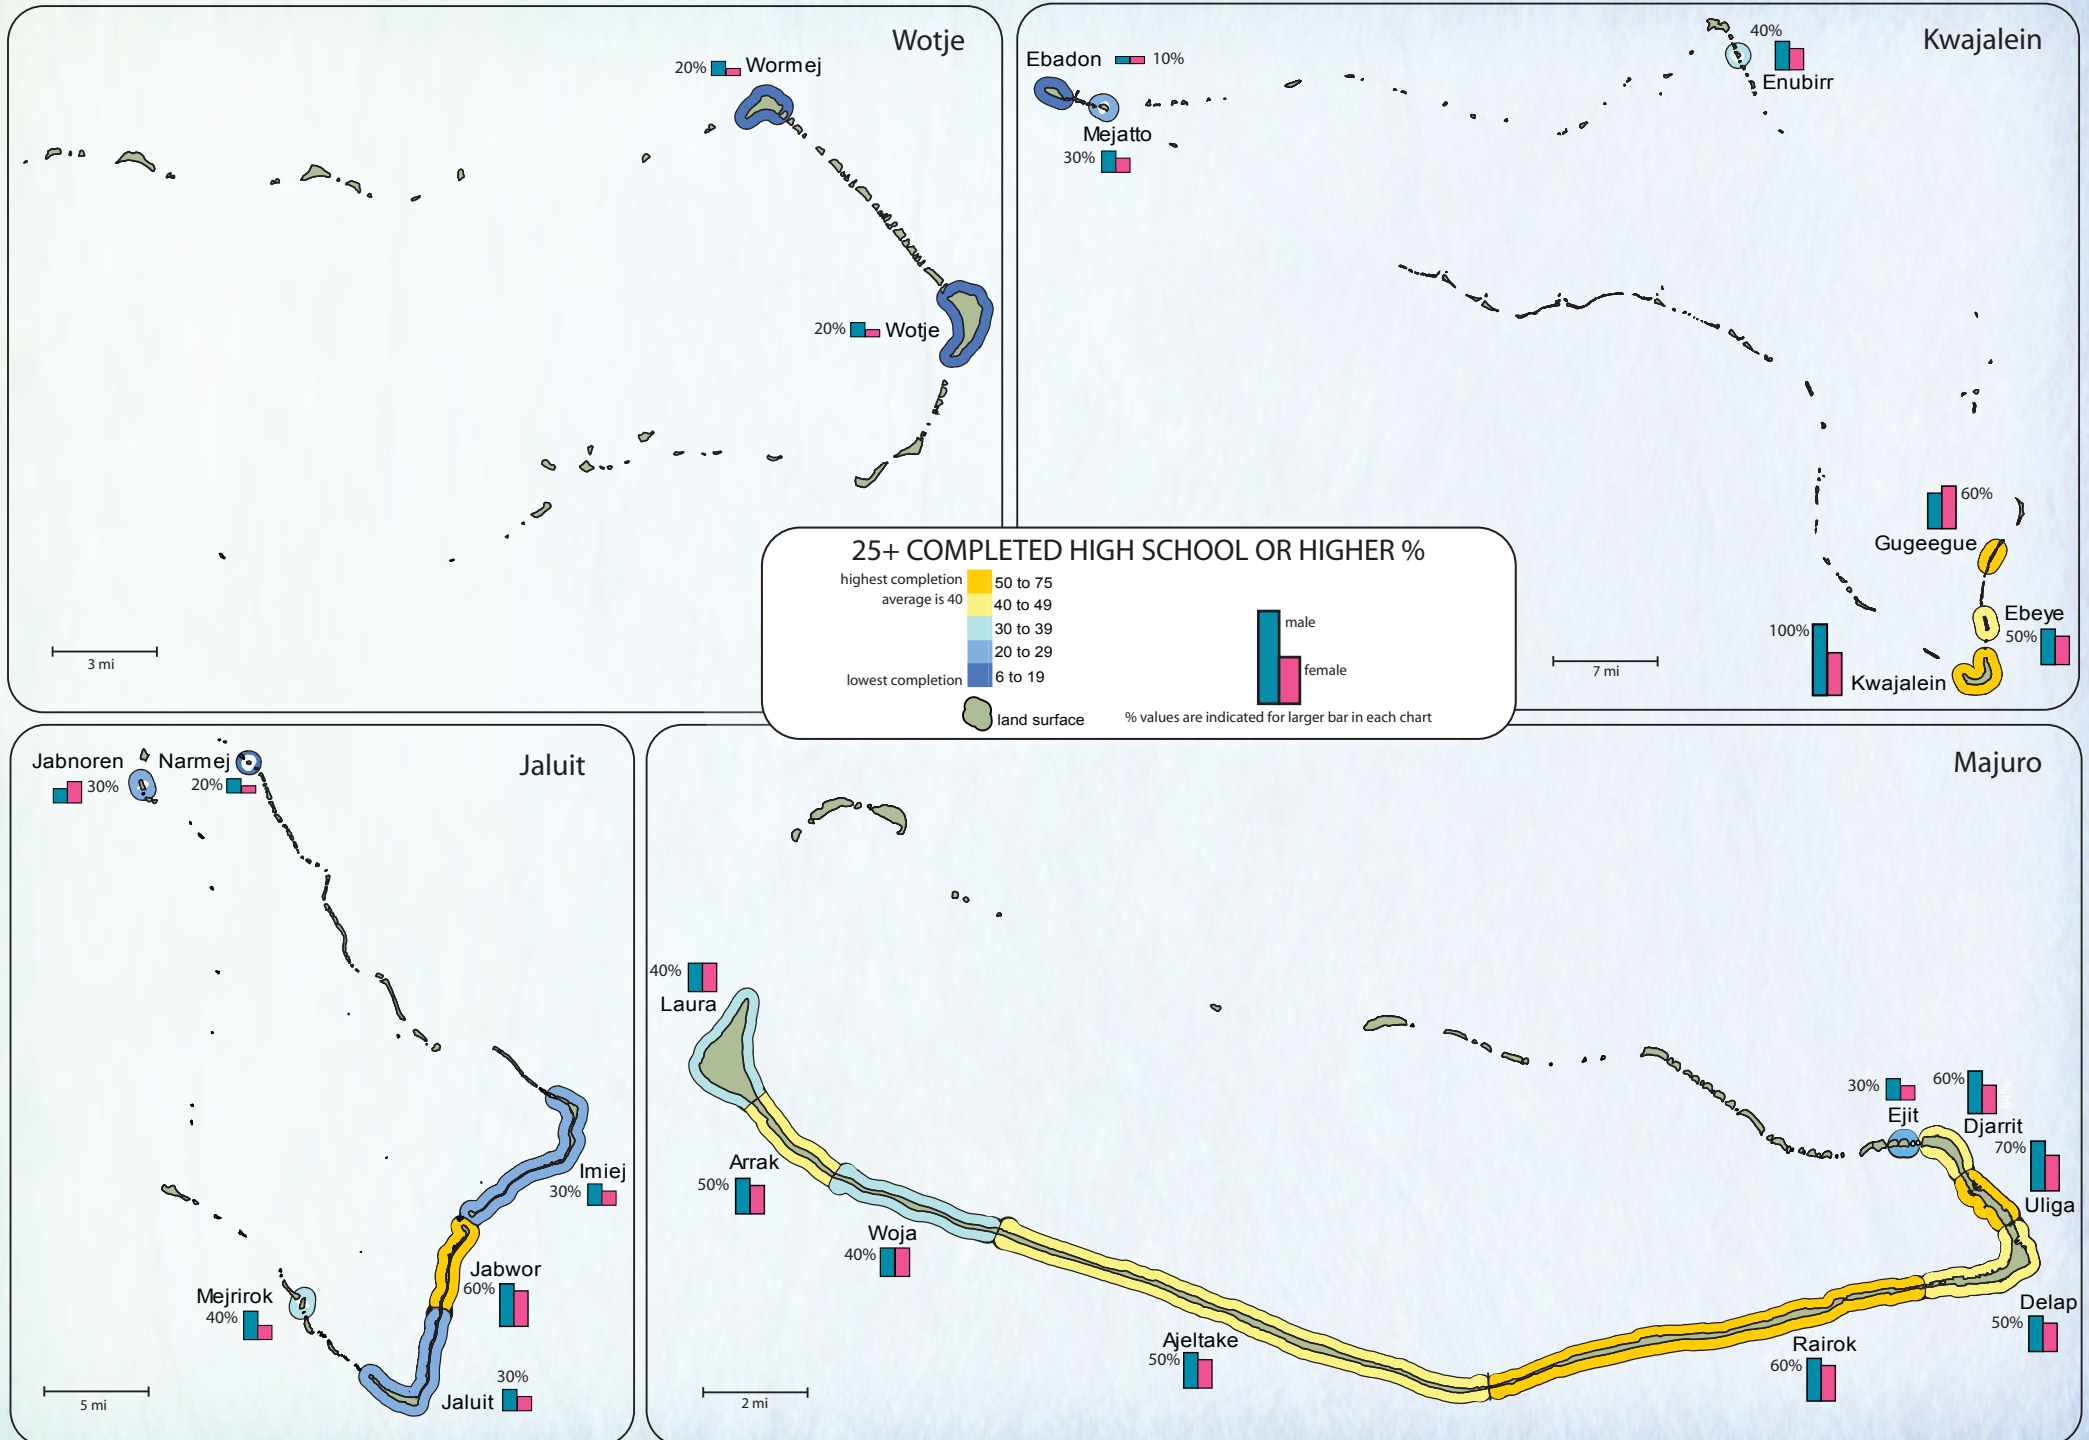 Wotje
20% Wormej
20% Wotje
3 mi
Kwajalein
Ebadon 10%
Mejatto
30%
40%
Enubirr
60%
Gugeegue
Ebeye
50%
100%
Kwajalein
7 mi
25+ COMPLETED HIGH SCHOOL OR HIGHER %
highest completion
average is 40
lowest completion
50 to 75
40 to 49
30 to 39
20 to 29
6 to 19
land surface
male
female
% values are indicated for larger bar in each chart
Jaluit
Jabnoren
30%
Narmej
20%
Imiej
30%
Jabwor
60%
Mejrirok
40%
30%
Jaluit
5 mi
Majuro
40%
Laura
Arrak
50%
Woja
40%
Ajeltake
50%
30%
Ejit
60%
Djarrit
70%
Uliga
Delap
50%
Rairok
60%
2 mi